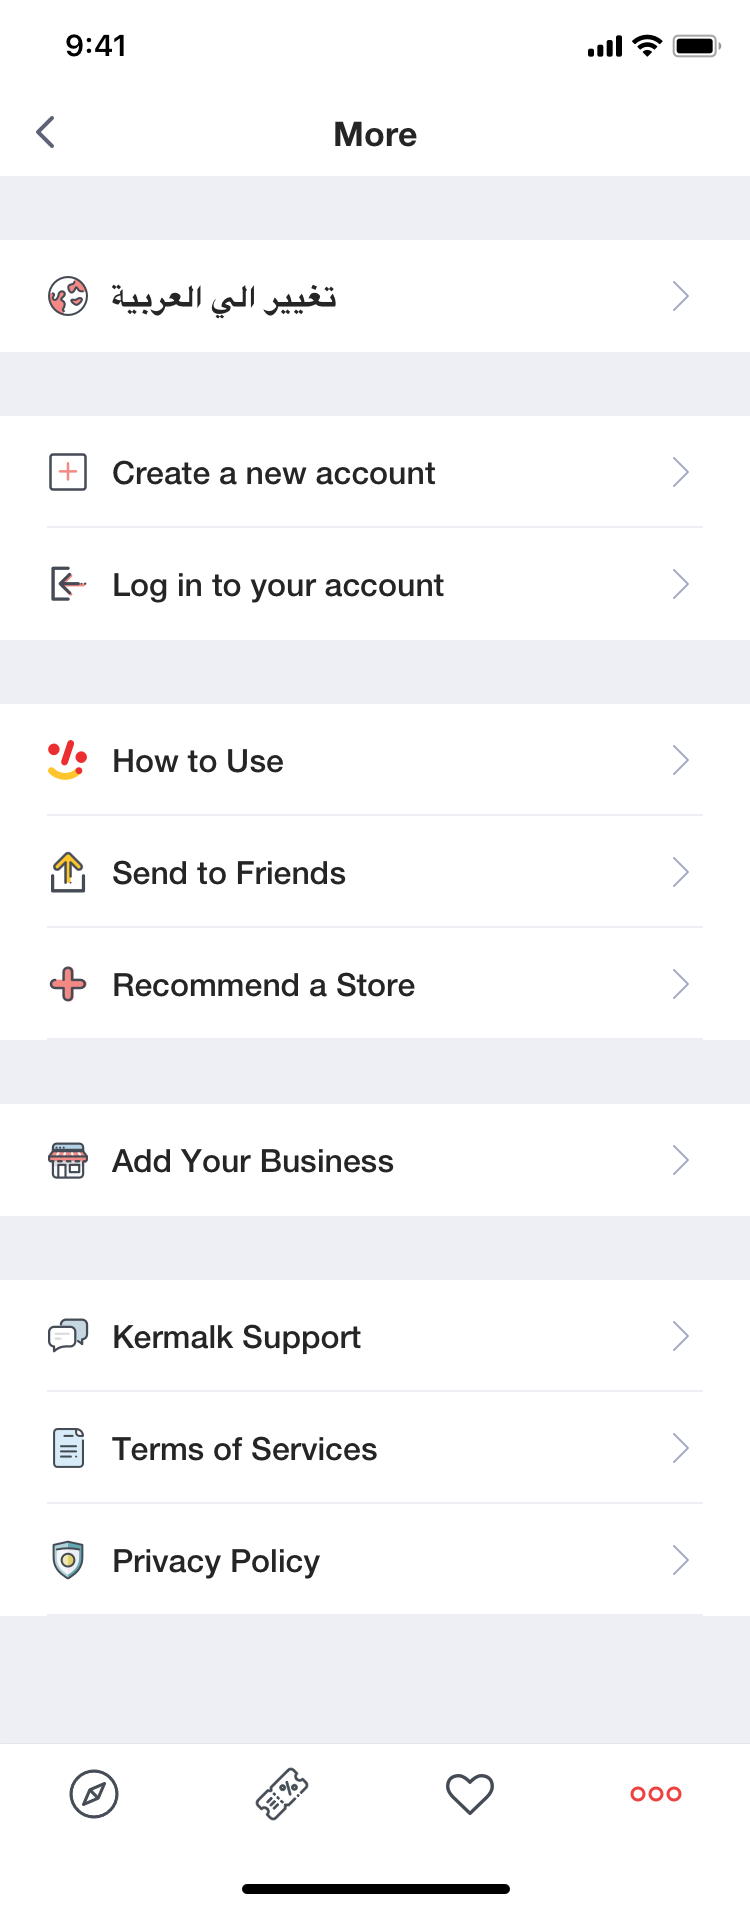 9:41
More
تغيير الي العربية
Create a new account
Log in to your account
How to Use
Send to Friends
Recommend a Store
Add Your Business
Kermalk Support
Terms of Services
Privacy Policy